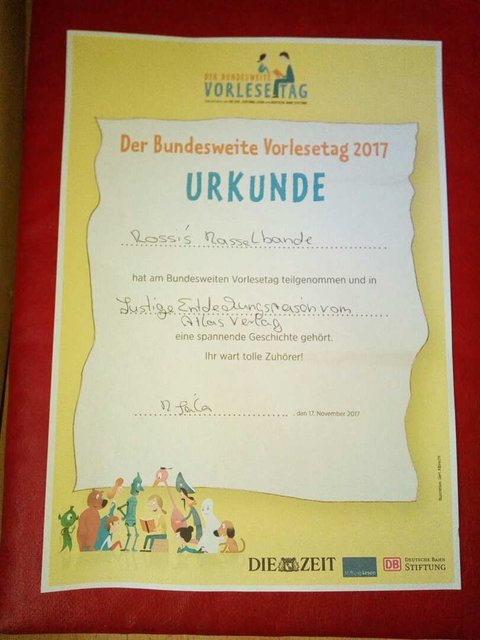 DER BUNDESWEITE
VORLESETAG
Der Bundesweite Vorlesetag 2017
URKUNDE
Rossi's Rasselbande
hat am Bundesweiten Vorlesetag teilgenommen und in
Lustige
vom
Atlas Verlag
eine spannende Geschichte gehört.
Ihr wart tolle Zuhörer!
, den 17. November 2017
DIE ZEIT
Stiftung Lesen
DB
DEUTSCHE BAHN
STIFTUNG